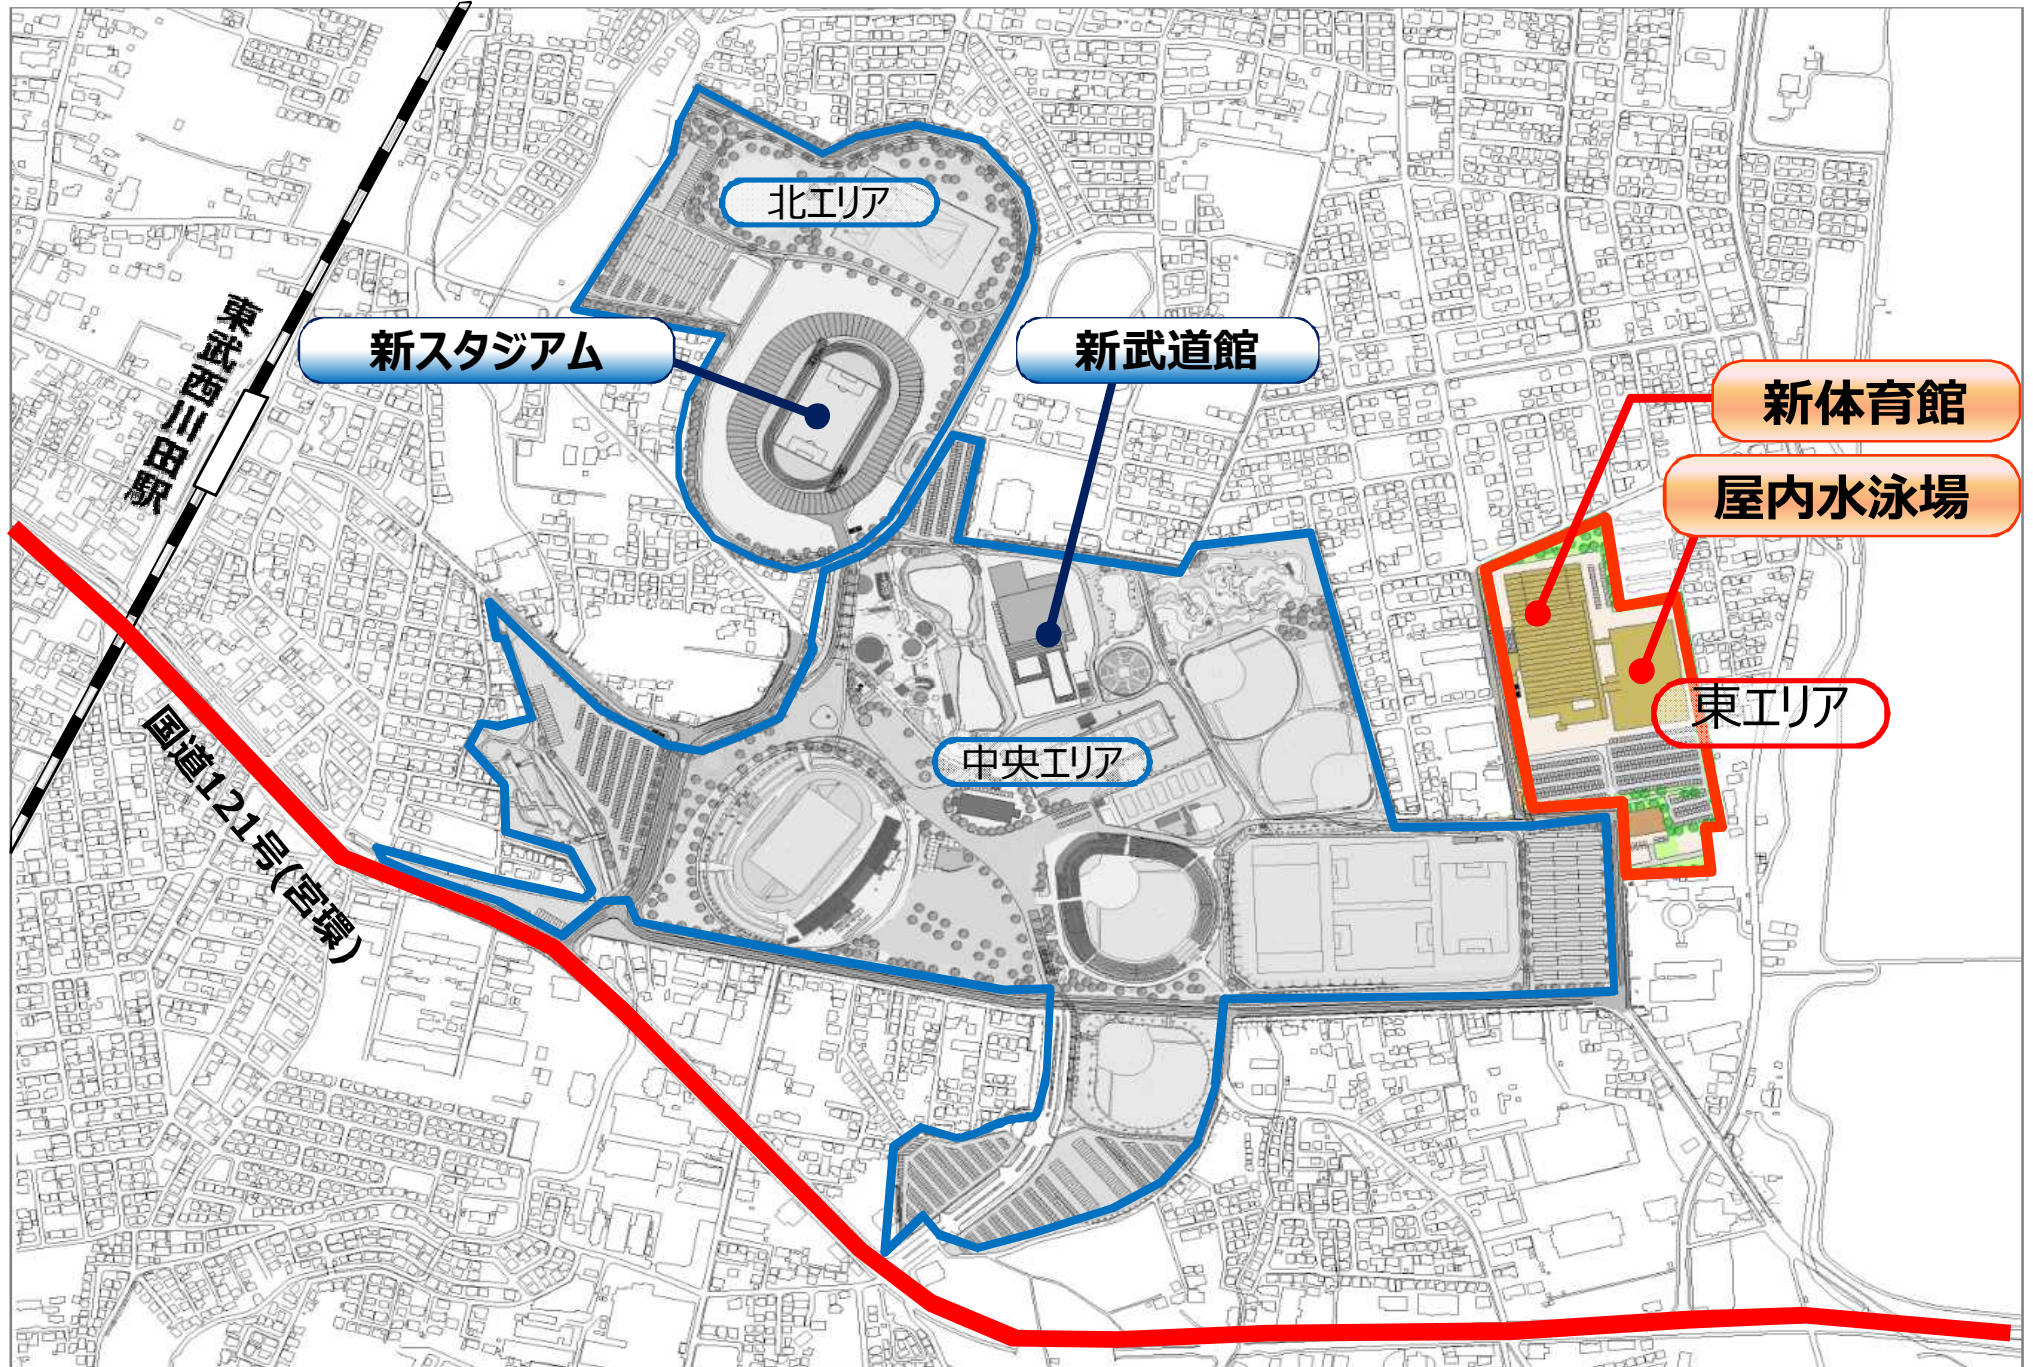 北エリア
新スタジアム
新武道館
新体育館
屋内水泳場
東武西川田駅
東エリア
中央エリア
国道121号(宮環)